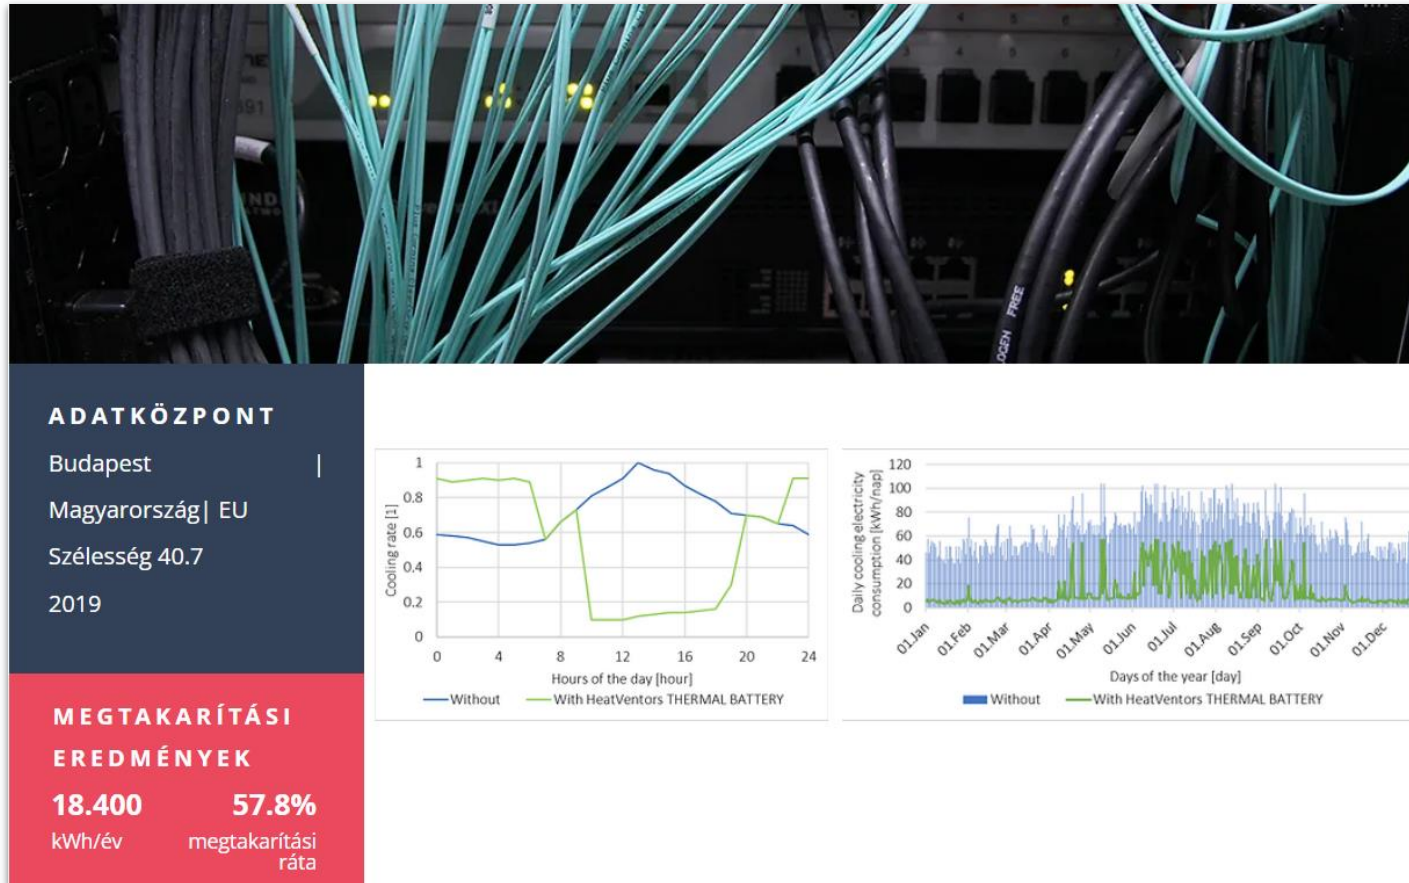 OGEN FREE
ADATKÖZPONT
Budapest |
Magyarország| EU
Szélesség 40.7
2019
MEGTAKARÍTÁSI
EREDMÉNYEK
18.400 57.8%
kWh/év megtakarítási
ráta
Cooling rate [1]
1
0.8
0.6
0.4
0.2
0
0 4 8 12 16 20 24
Hours of the day [hour]
Without With HeatVentors THERMAL BATTERY
Daily cooling electricity
consumption [kWh/nap]
120
100
80
60
40
20
0
01.Jan 01.Feb 01.Mar 01.Apr 01.May 01.Jun 01.Jul 01.Aug 01.Sep 01.Oct 01.Nov 01.Dec
Days of the year [day]
Without With HeatVentors THERMAL BATTERY